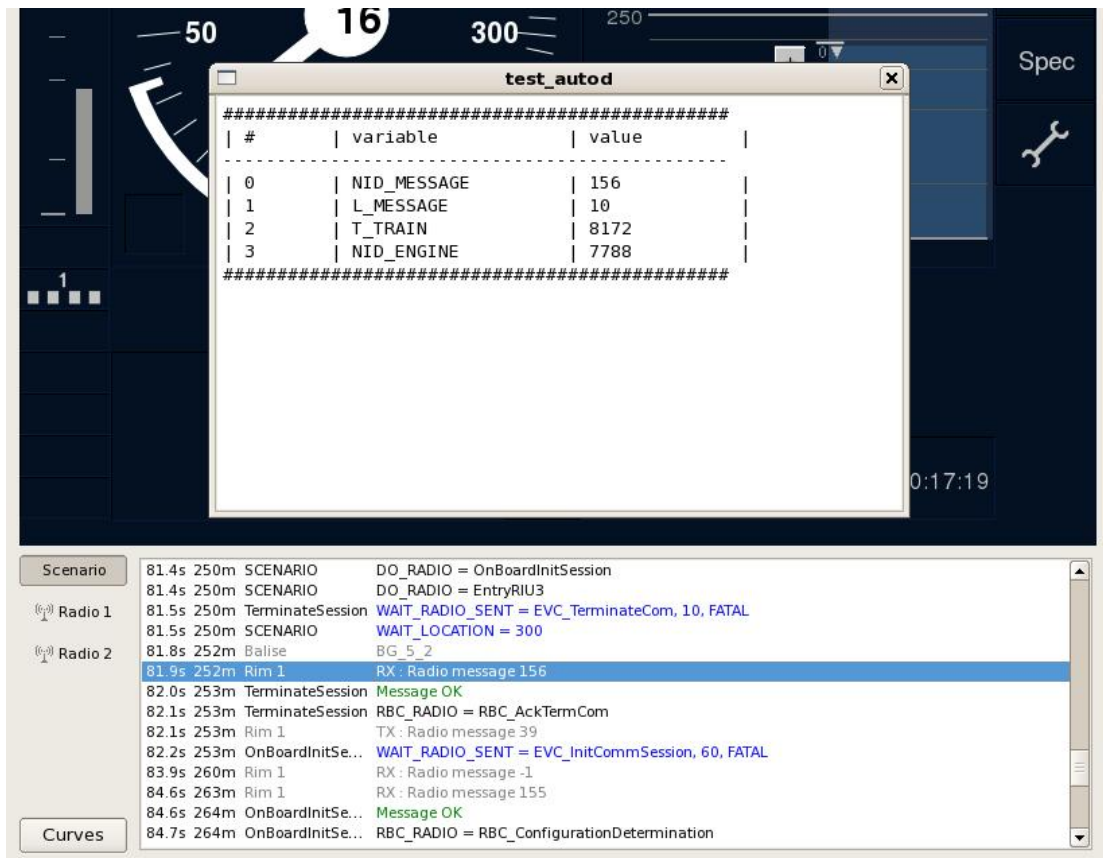 250
50
16
300
0
Spec
test_autod
##############################################
| # | variable | value |
------------------------------------------------
| 0 | NID_MESSAGE | 156 |
| 1 | L_MESSAGE | 10 |
| 2 | T_TRAIN | 8172 |
| 3 | NID_ENGINE | 7788 |
##############################################
1
0:17:19
Scenario
Radio 1
Radio 2
Curves
81.4s 250m SCENARIO DO_RADIO = OnBoardInitSession
81.4s 250m SCENARIO DO_RADIO = EntryRIU3
81.5s 250m TerminateSession WAIT_RADIO_SENT = EVC_TerminateCom, 10, FATAL
81.5s 250m SCENARIO WAIT_LOCATION = 300
81.8s 252m Balise BG_5_2
81.9s 252m Rim 1 RX : Radio message 156
82.0s 253m TerminateSession Message OK
82.1s 253m TerminateSession RBC_RADIO = RBC_AckTermCom
82.1s 253m Rim 1 TX : Radio message 39
82.2s 253m OnBoardInitSe... WAIT_RADIO_SENT = EVC_InitCommSession, 60, FATAL
83.9s 260m Rim 1 RX : Radio message -1
84.6s 263m Rim 1 RX : Radio message 155
84.6s 264m OnBoardInitSe... Message OK
84.7s 264m OnBoardInitSe... RBC_RADIO = RBC_ConfigurationDetermination